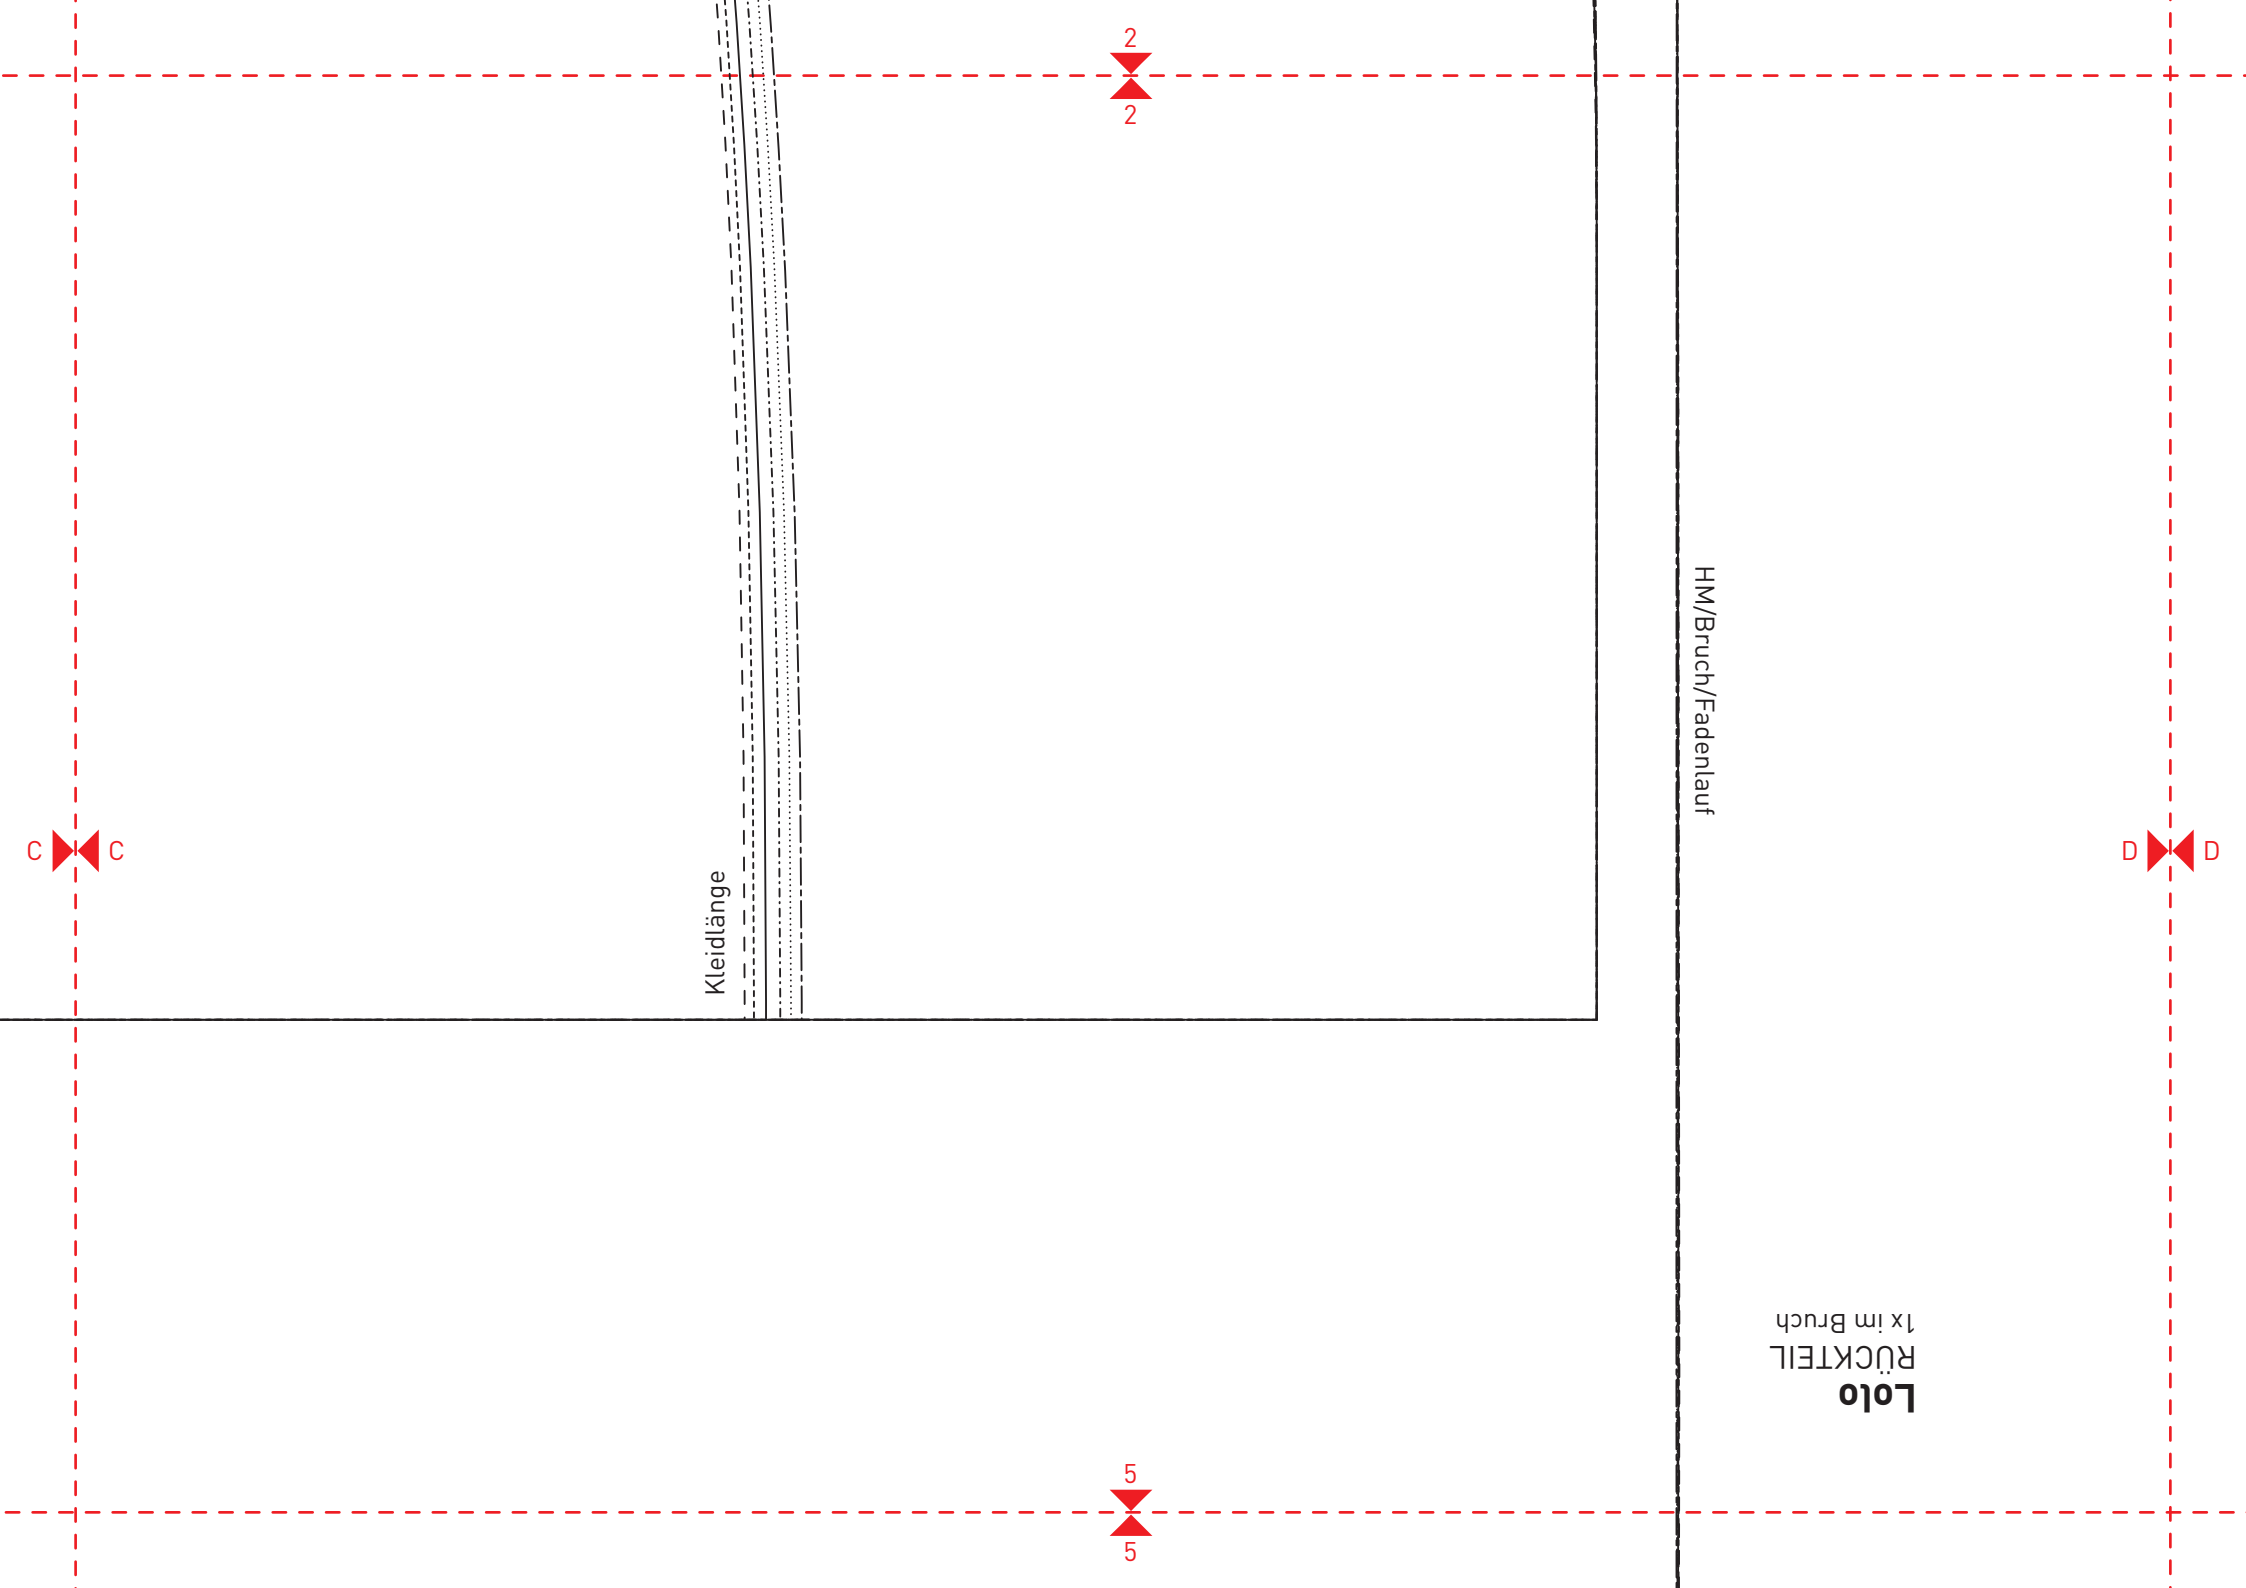 2
2
HM/Bruch/Fadenlauf
C
C
D
D
Kleidlänge
Lolo
RÜCKTEIL
1x im Bruch
5
5